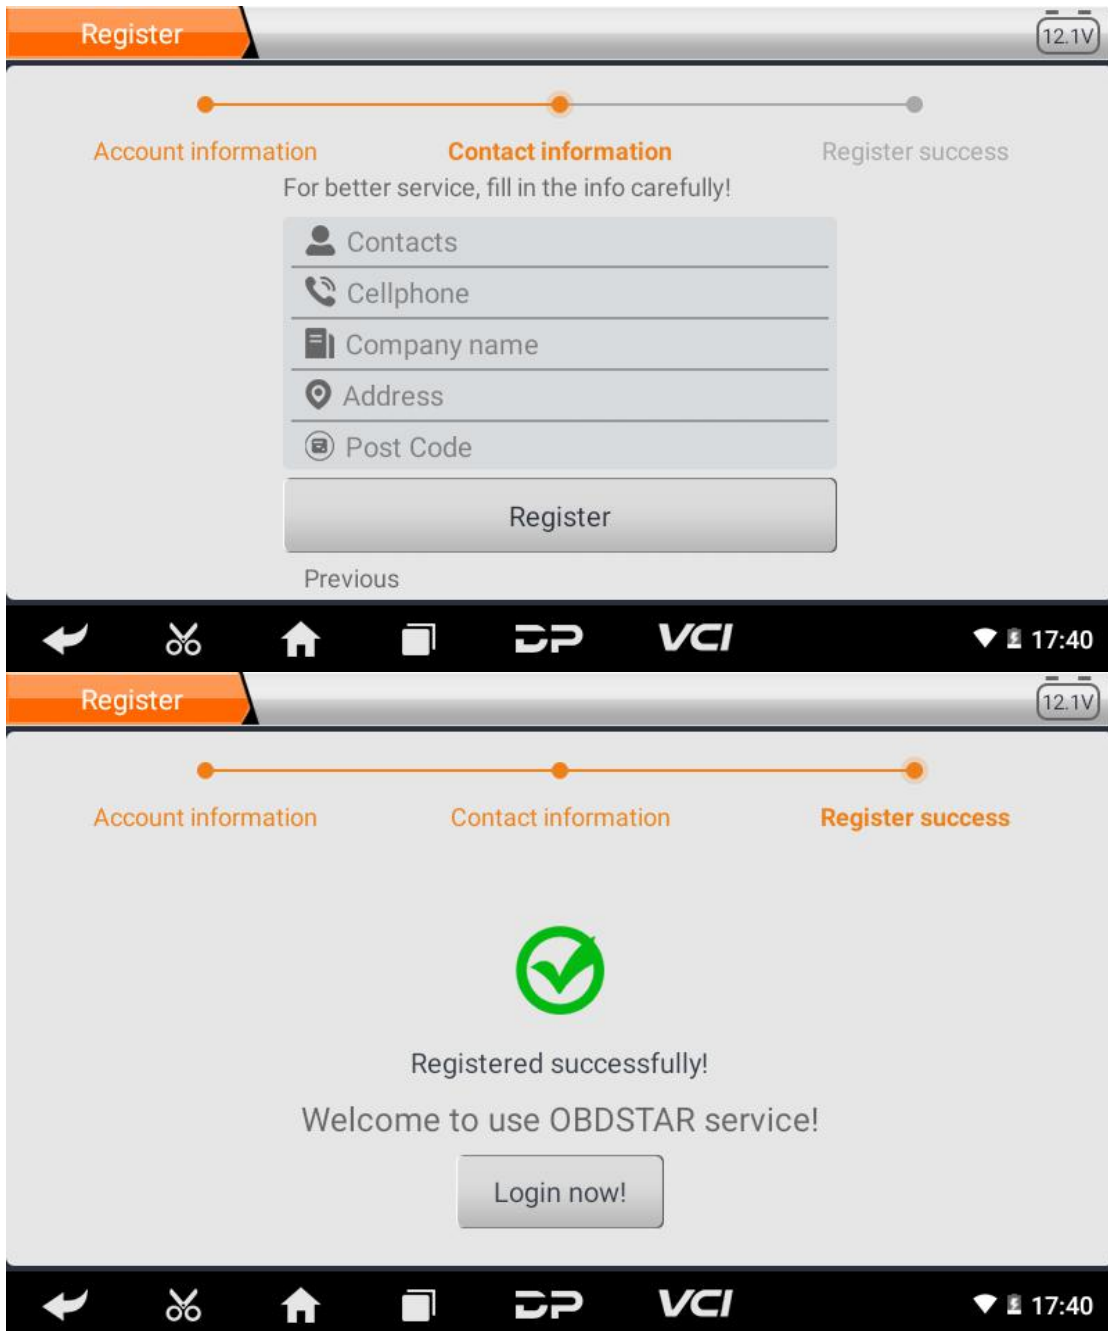 Register
12.1V
Account information
Contact information
Register success
For better service, fill in the info carefully!
Contacts
Cellphone
Company name
Address
Post Code
Register
Previous
DP
VCI
17:40
Register
12.1V
Account information
Contact information
Register success
Registered successfully!
Welcome to use OBDSTAR service!
Login now!
DP
VCI
17:40